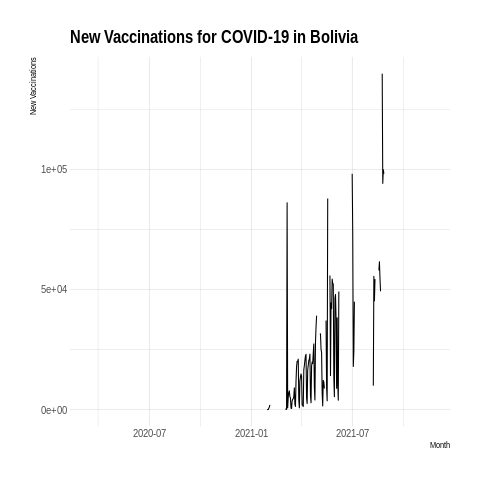 New Vaccinations for COVID-19 in Bolivia
New Vaccinations
1e+05
5e+04
0e+00
2020-07
2021-01
2021-07
Month